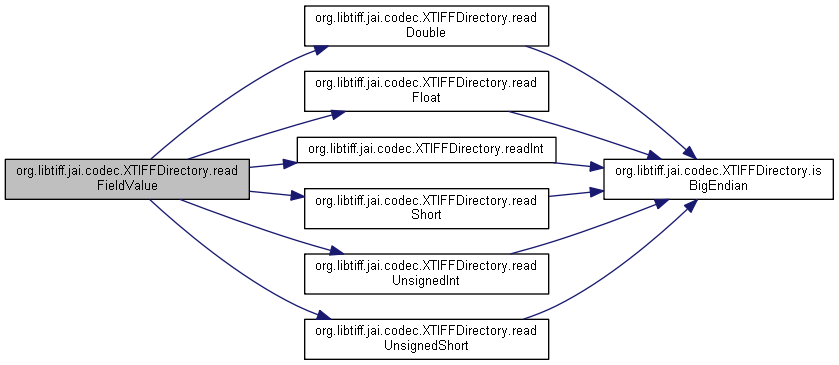 org.libtiff.jai.codec.XTIFFDirectory.read
Double
org.libtiff.jai.codec.XTIFFDirectory.read
Float
org.libtiff.jai.codec.XTIFFDirectory.readInt
org.libtiff.jai.codec.XTIFFDirectory.read
FieldValue
org.libtiff.jai.codec.XTIFFDirectory.is
BigEndian
org.libtiff.jai.codec.XTIFFDirectory.read
Short
org.libtiff.jai.codec.XTIFFDirectory.read
UnsignedInt
org.libtiff.jai.codec.XTIFFDirectory.read
UnsignedShort